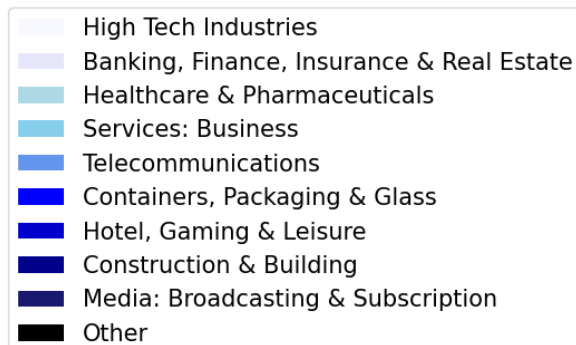 High Tech Industries
Banking, Finance, Insurance & Real Estate
Healthcare & Pharmaceuticals
Services: Business
Telecommunications
Containers, Packaging & Glass
Hotel, Gaming & Leisure
Construction & Building
Media: Broadcasting & Subscription
Other